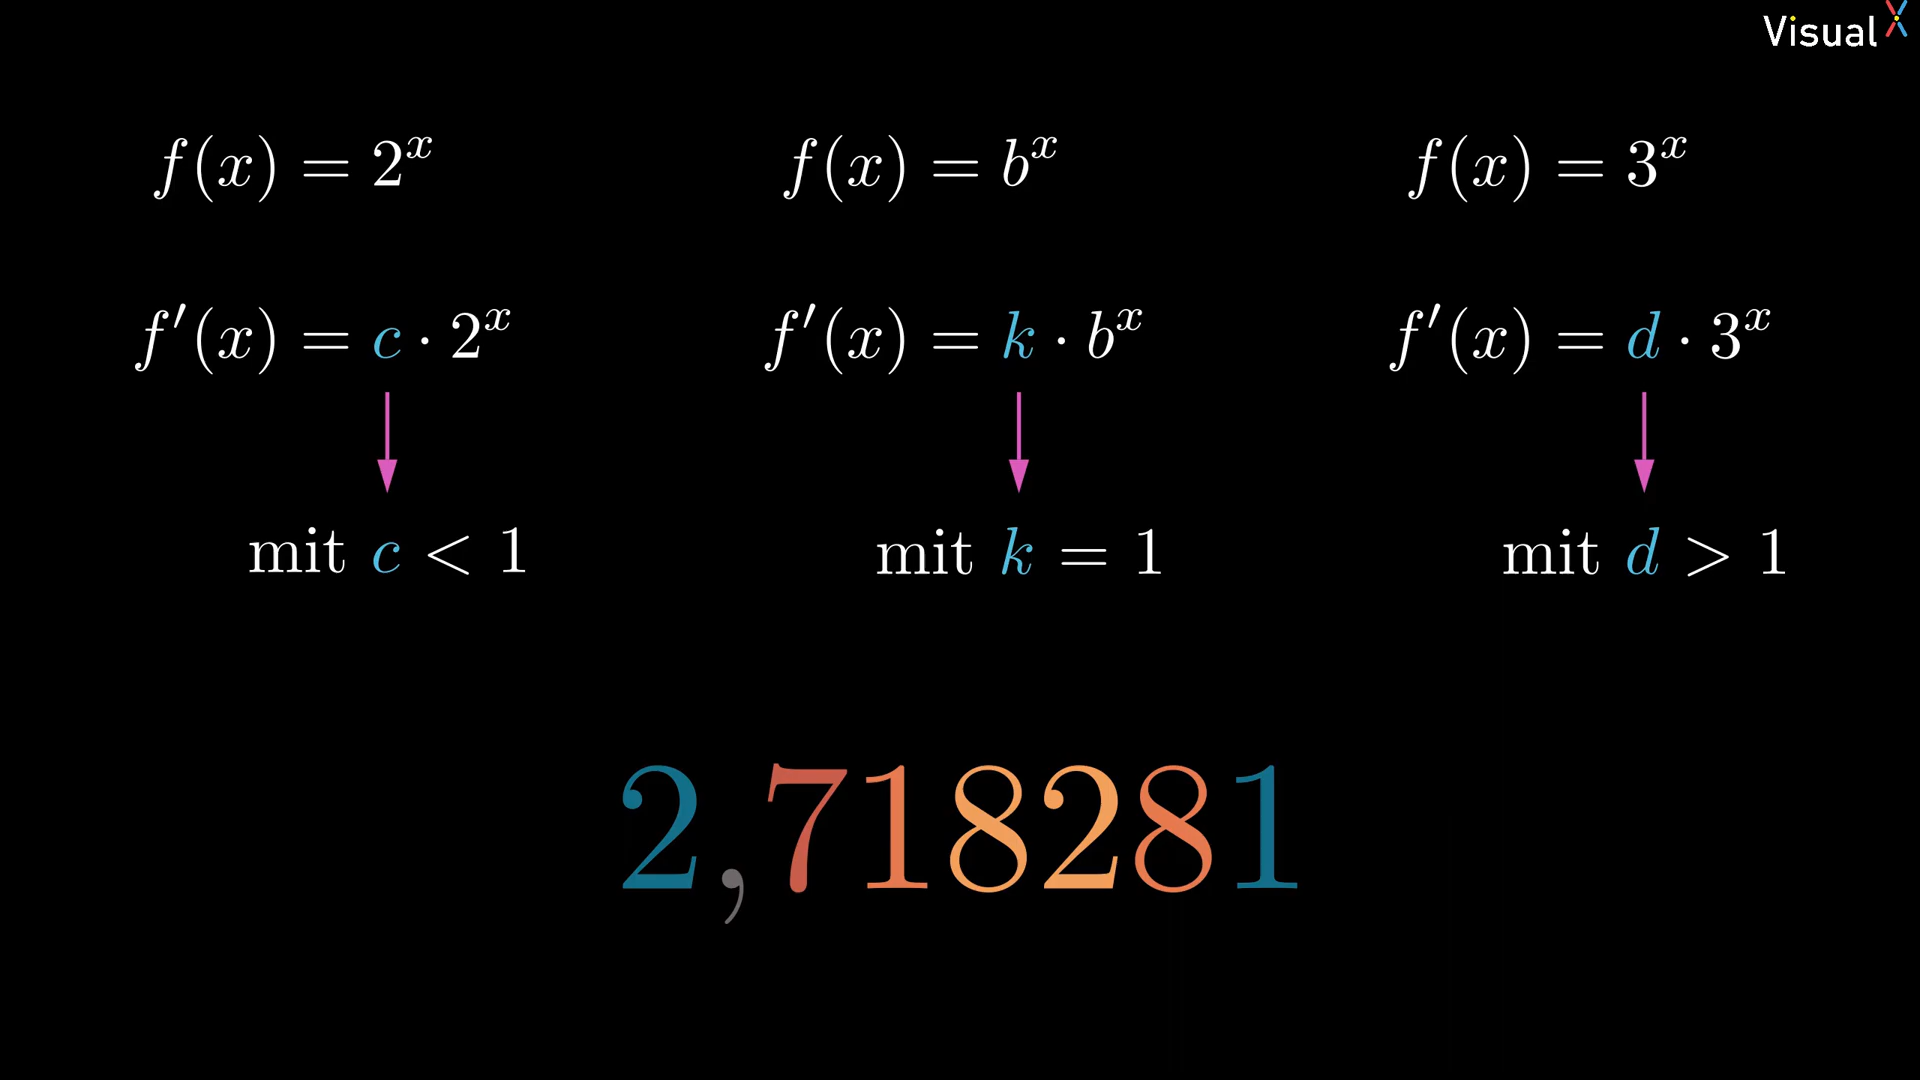 Visual X
f(x) = 2^x
f(x) = b^x
f(x) = 3^x
f'(x) = c · 2^x
f'(x) = k · b^x
f'(x) = d · 3^x
mit c < 1
mit k = 1
mit d > 1
2,718281